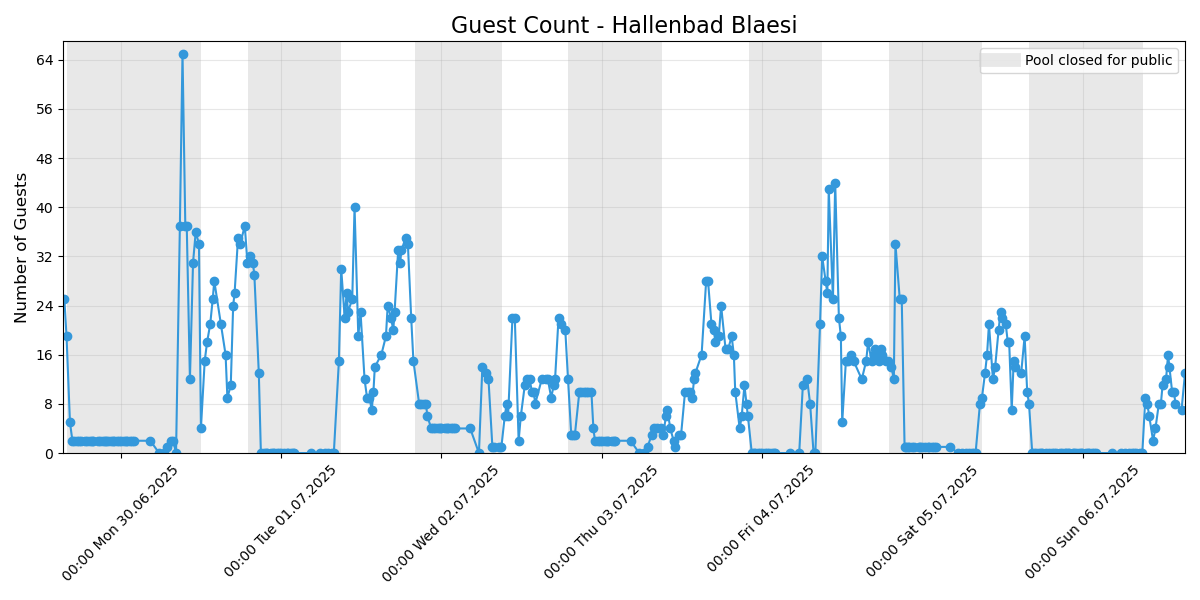 Guest Count - Hallenbad Blaesi
Pool closed for public
Number of Guests
64
56
48
40
32
24
16
8
0
00:00 Mon 30.06.2025
00:00 Tue 01.07.2025
00:00 Wed 02.07.2025
00:00 Thu 03.07.2025
00:00 Fri 04.07.2025
00:00 Sat 05.07.2025
00:00 Sun 06.07.2025